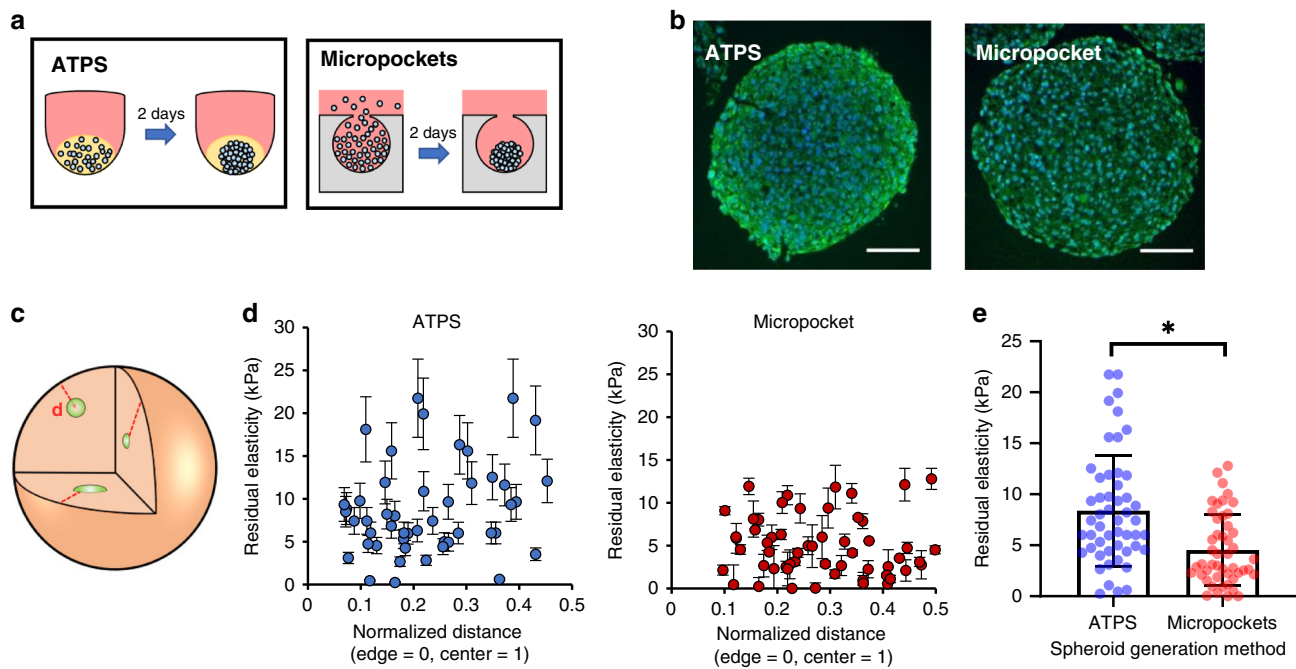 a
ATPS
2 days
Micropockets
2 days
b
ATPS
Micropocket
c
d
d
ATPS
Residual elasticity (kPa)
30
25
20
15
10
5
0
0
0.1
0.2
0.3
0.4
0.5
Normalized distance
(edge = 0, center = 1)
Micropocket
Residual elasticity (kPa)
30
25
20
15
10
5
0
0
0.1
0.2
0.3
0.4
0.5
Normalized distance
(edge = 0, center = 1)
e
*
Residual elasticity (kPa)
25
20
15
10
5
0
ATPS
Micropockets
Spheroid generation method